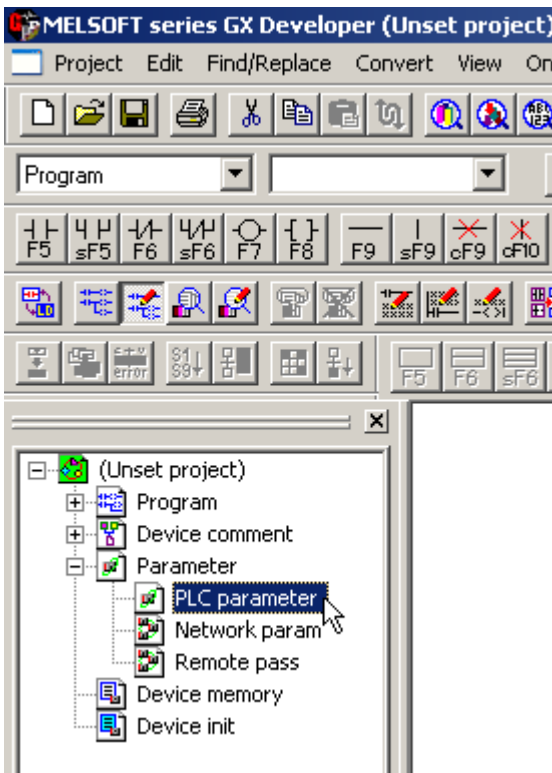 MELSOFT series GX Developer (Unset project)
Project Edit Find/Replace Convert View On
Program
F5 sF5 F6 sF6 F7 F8 F9 sF9 cF9 cF10
error F5 F6 sF6
(Unset project)
Program
Device comment
Parameter
PLC parameter
Network param
Remote pass
Device memory
Device init